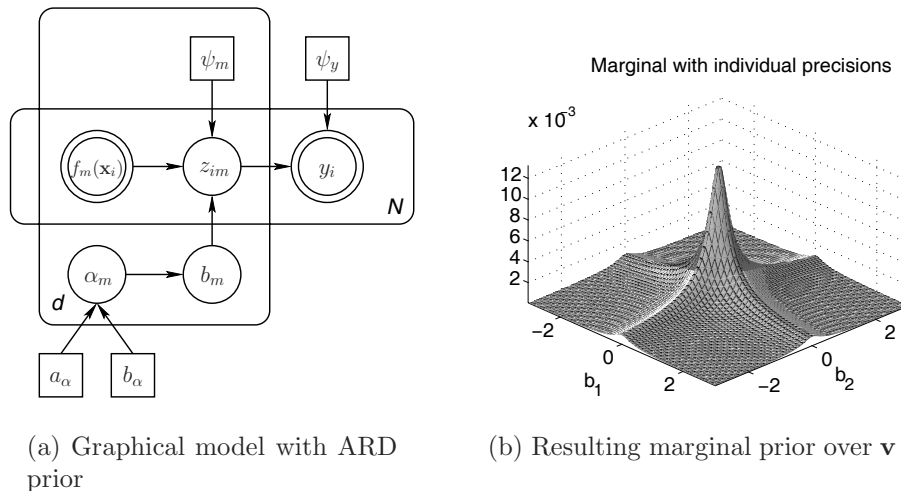 ψ_m
ψ_y
f_m(x_i)
z_{im}
y_i
N
α_m
b_m
d
a_α
b_α
(a) Graphical model with ARD
prior
Marginal with individual precisions
x 10^{-3}
12
10
8
6
4
2
−2
0
2
b_1
−2
0
2
b_2
(b) Resulting marginal prior over v